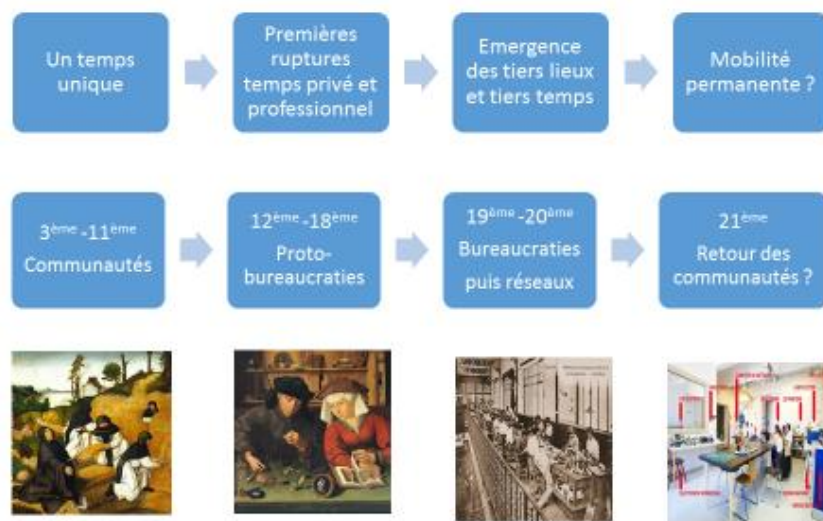 Un temps
unique
Premières
ruptures
temps privé et
professionnel
Emergence
des tiers lieux
et tiers temps
Mobilité
permanente ?
3ème -11ème
Communautés
12ème -18ème
Proto-
bureaucraties
19ème -20ème
Bureaucraties
puis réseaux
21ème
Retour des
communautés ?